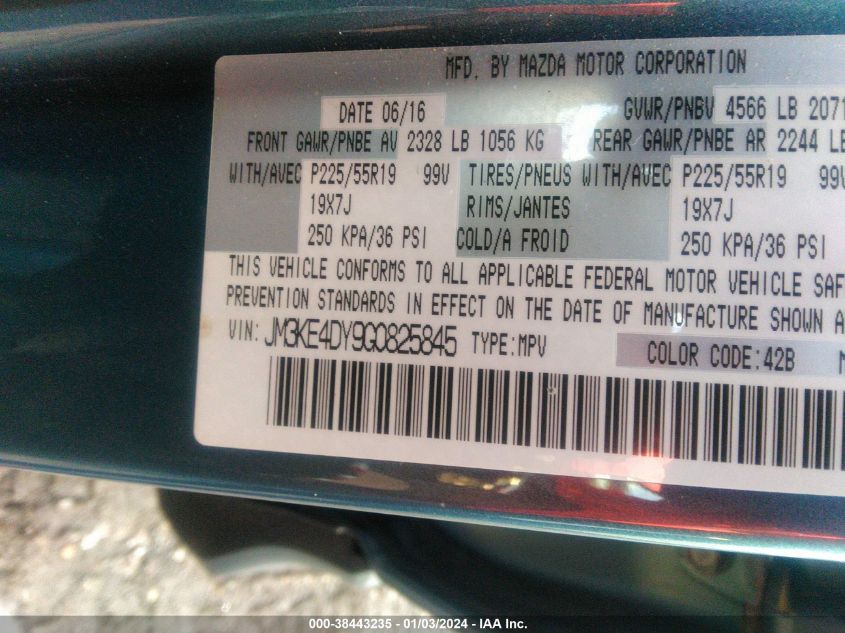 MFD. BY MAZDA MOTOR CORPORATION
DATE 06/16 GVWR/PNBV 4566 LB 2071
FRONT GAWR/PNBE AV 2328 LB 1056 KG REAR GAWR/PNBE AR 2244 LB
WITH/AVEC P225/55R19 99V TIRES/PNEUS WITH/AVEC P225/55R19 99V
19X7J RIMS/JANTES 19X7J
250 KPA/36 PSI COLD/A FROID 250 KPA/36 PSI
THIS VEHICLE CONFORMS TO ALL APPLICABLE FEDERAL MOTOR VEHICLE SAF
PREVENTION STANDARDS IN EFFECT ON THE DATE OF MANUFACTURE SHOWN A
VIN: JM3KE4DY9G0825845 TYPE:MPV COLOR CODE:42B
000-38443235 - 01/03/2024 - IAA Inc.